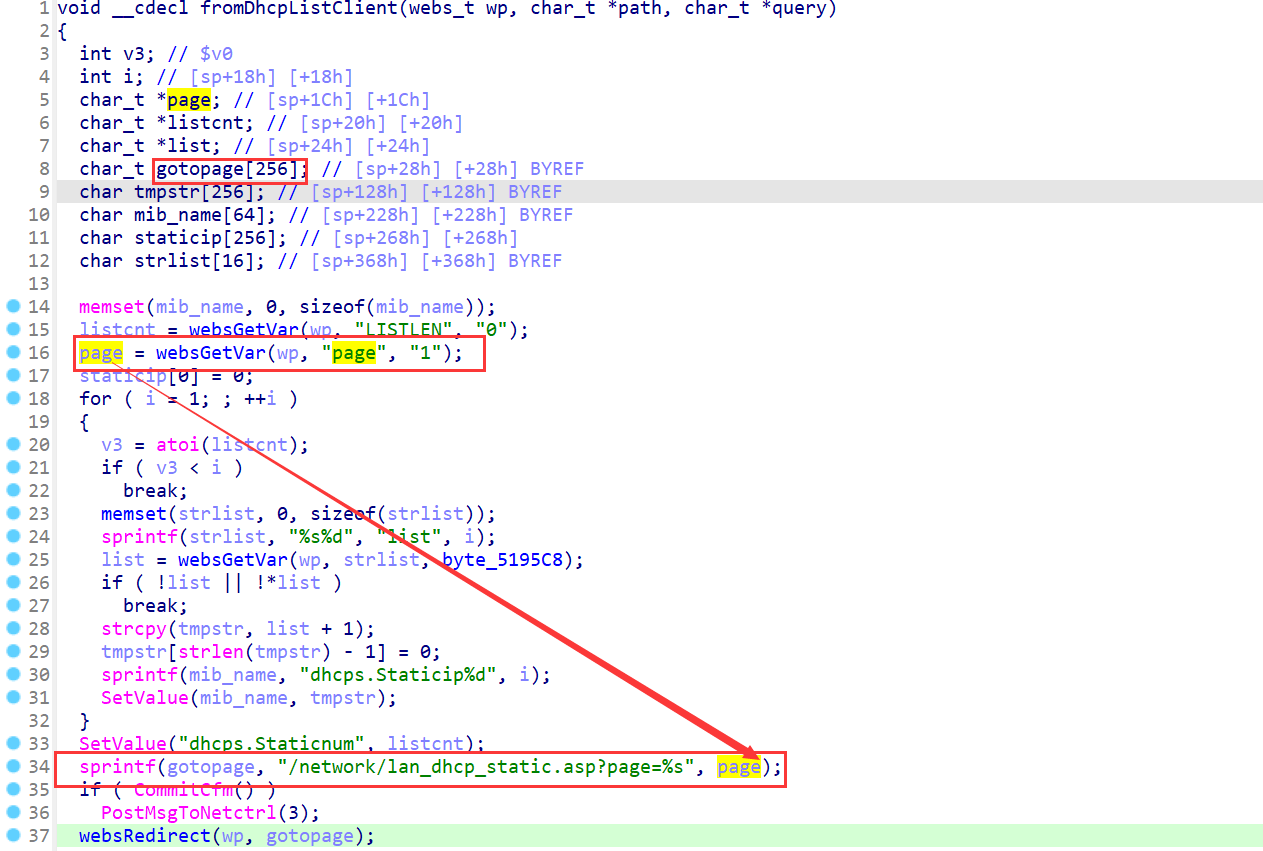 1 void __cdecl fromDhcpListClient(webs_t wp, char_t *path, char_t *query)
2 {
3 int v3; // $v0
4 int i; // [sp+18h] [+18h]
5 char_t *page; // [sp+1Ch] [+1Ch]
6 char_t *listcnt; // [sp+20h] [+20h]
7 char_t *list; // [sp+24h] [+24h]
8 char_t gotopage[256]; // [sp+28h] [+28h] BYREF
9 char tmpstr[256]; // [sp+128h] [+128h] BYREF
10 char mib_name[64]; // [sp+228h] [+228h] BYREF
11 char staticip[256]; // [sp+268h] [+268h]
12 char strlist[16]; // [sp+368h] [+368h] BYREF
13
14 memset(mib_name, 0, sizeof(mib_name));
15 listcnt = websGetVar(wp, "LISTLEN", "0");
16 page = websGetVar(wp, "page", "1");
17 staticip[0] = 0;
18 for ( i = 1; ; ++i )
19 {
20 v3 = atoi(listcnt);
21 if ( v3 < i )
22 break;
23 memset(strlist, 0, sizeof(strlist));
24 sprintf(strlist, "%s%d", "list", i);
25 list = websGetVar(wp, strlist, byte_5195C8);
26 if ( !list || !*list )
27 break;
28 strcpy(tmpstr, list + 1);
29 tmpstr[strlen(tmpstr) - 1] = 0;
30 sprintf(mib_name, "dhcps.Staticip%d", i);
31 SetValue(mib_name, tmpstr);
32 }
33 SetValue("dhcps.Staticnum", listcnt);
34 sprintf(gotopage, "/network/lan_dhcp_static.asp?page=%s", page);
35 if ( CommitCfm() )
36 PostMsgToNetctrl(3);
37 websRedirect(wp, gotopage);